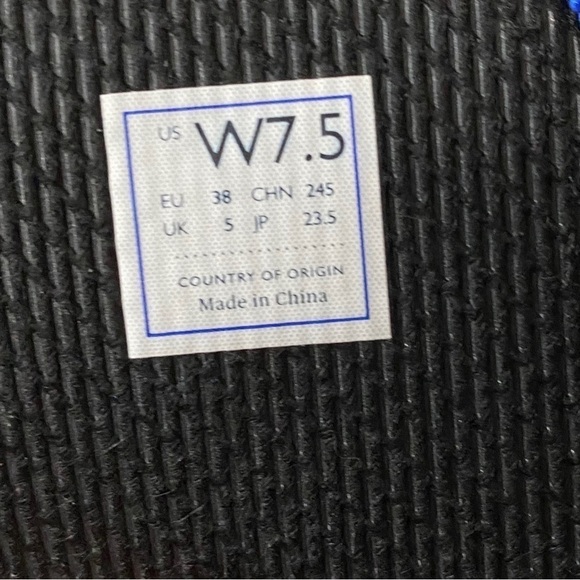 US W7.5
EU 38 CHN 245
UK 5 JP 23.5
COUNTRY OF ORIGIN
Made in China